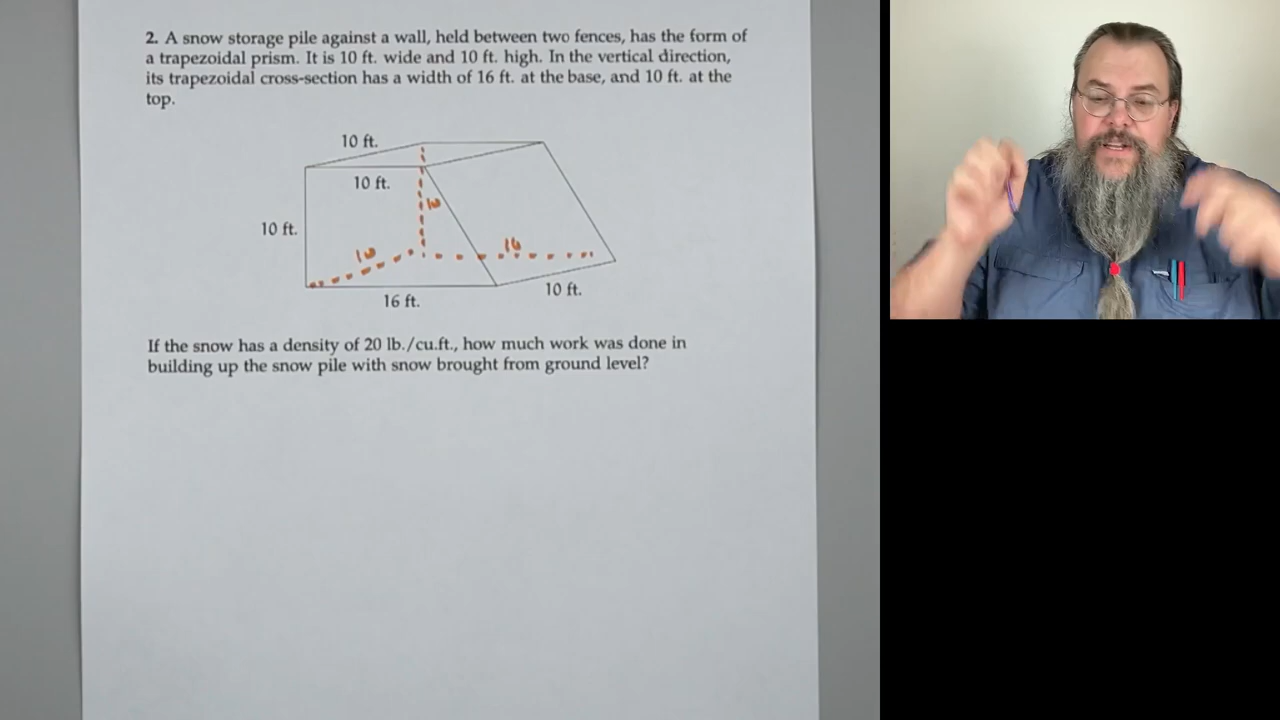 2. A snow storage pile against a wall, held between two fences, has the form of
a trapezoidal prism. It is 10 ft. wide and 10 ft. high. In the vertical direction,
its trapezoidal cross-section has a width of 16 ft. at the base, and 10 ft. at the
top.
10 ft.
10 ft.
10
10 ft.
10
16
16 ft.
10 ft.
If the snow has a density of 20 lb./cu.ft., how much work was done in
building up the snow pile with snow brought from ground level?